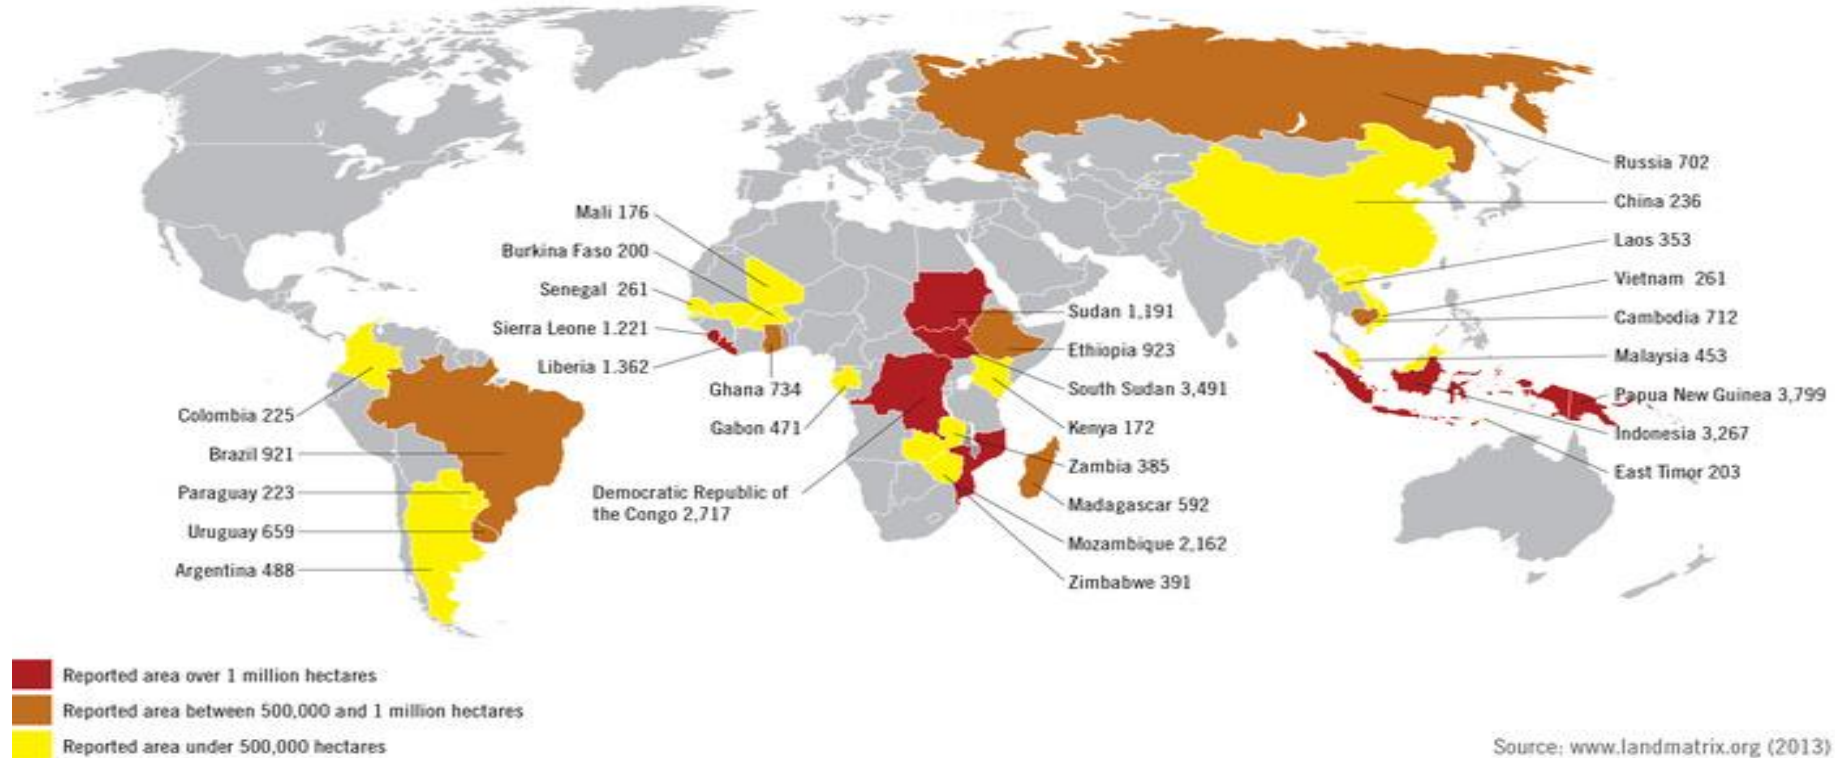 Russia 702
China 236
Laos 353
Vietnam 261
Cambodia 712
Malaysia 453
Papua New Guinea 3,799
Indonesia 3,267
East Timor 203
Mali 176
Burkina Faso 200
Senegal 261
Sierra Leone 1.221
Liberia 1.362
Ghana 734
Gabon 471
Democratic Republic of
the Congo 2,717
Sudan 1,191
Ethiopia 923
South Sudan 3,491
Kenya 172
Zambia 385
Madagascar 592
Mozambique 2,162
Zimbabwe 391
Colombia 225
Brazil 921
Paraguay 223
Uruguay 659
Argentina 488
Reported area over 1 million hectares
Reported area between 500,000 and 1 million hectares
Reported area under 500,000 hectares
Source: www.landmatrix.org (2013)